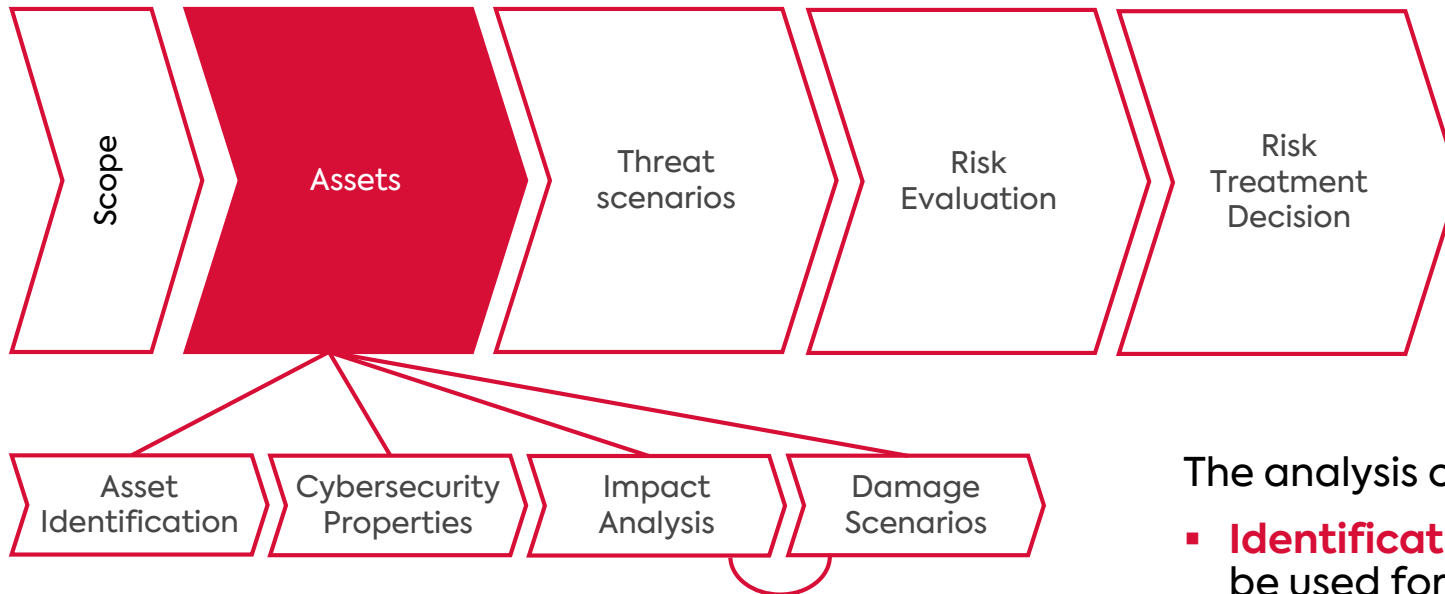 Scope
Assets
Threat
scenarios
Risk
Evaluation
Risk
Treatment
Decision
Asset
Identification
Cybersecurity
Properties
Impact
Analysis
Damage
Scenarios
The analysis
▪
be used for